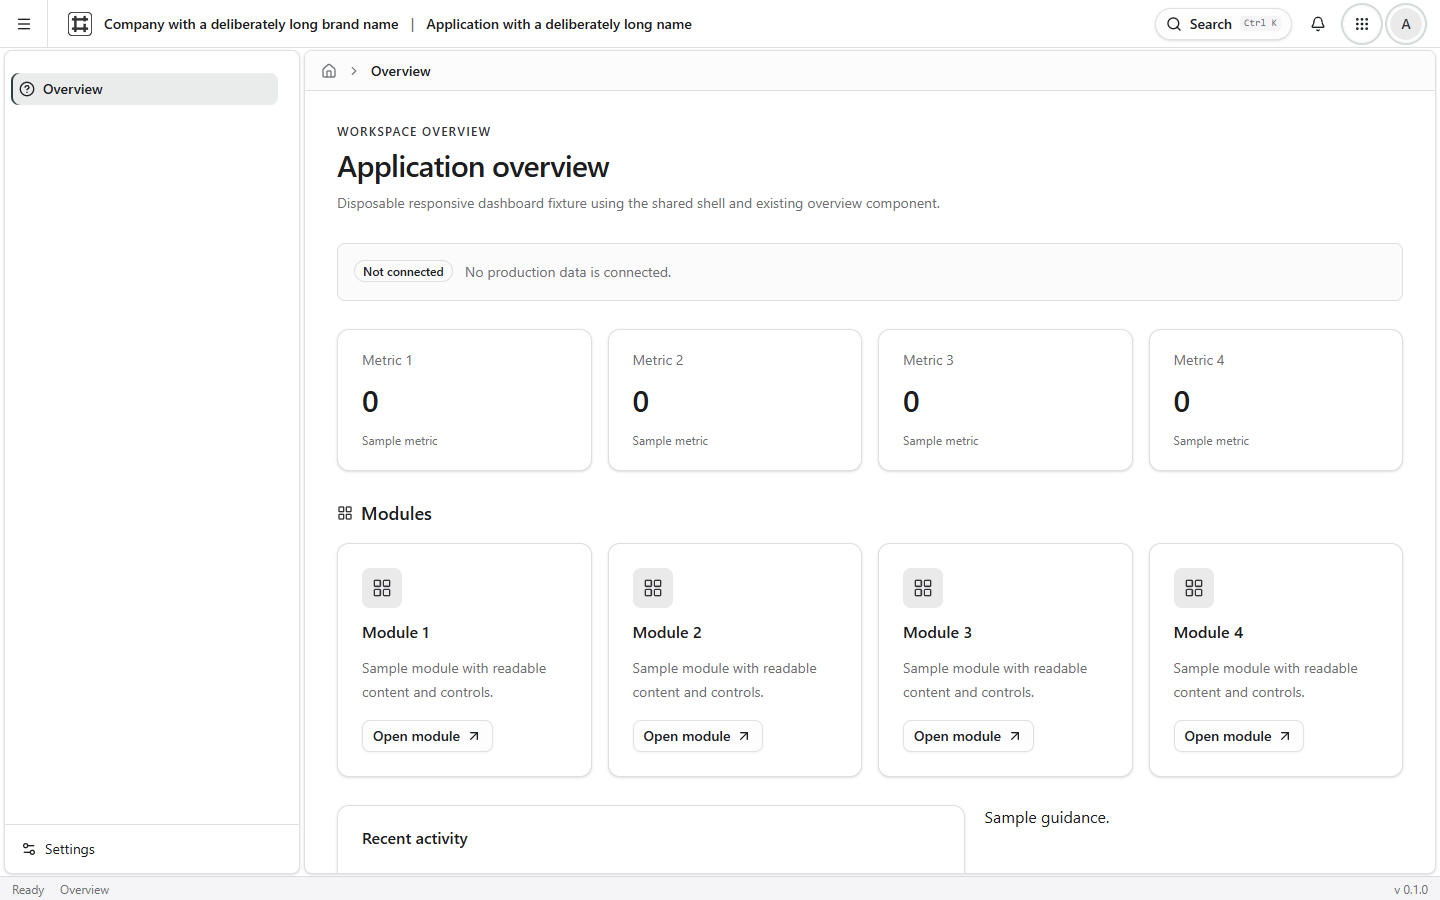 Company with a deliberately long brand name | Application with a deliberately long name
Search Ctrl K
A
Overview
Overview
WORKSPACE OVERVIEW
Application overview
Disposable responsive dashboard fixture using the shared shell and existing overview component.
Not connected No production data is connected.
Metric 1
0
Sample metric
Metric 2
0
Sample metric
Metric 3
0
Sample metric
Metric 4
0
Sample metric
Modules
Module 1
Sample module with readable
content and controls.
Open module
Module 2
Sample module with readable
content and controls.
Open module
Module 3
Sample module with readable
content and controls.
Open module
Module 4
Sample module with readable
content and controls.
Open module
Recent activity
Sample guidance.
Settings
Ready Overview
v 0.1.0